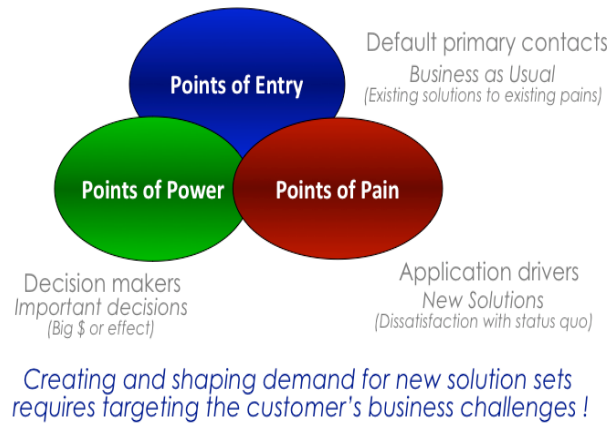 Points of Entry
Default primary contacts
Business as Usual
(Existing solutions to existing pains)
Points of Power
Points of Pain
Decision makers
Important decisions
(Big $ or effect)
Application drivers
New Solutions
(Dissatisfaction with status quo)
Creating and shaping demand for new solution sets
requires targeting the customer's business challenges !